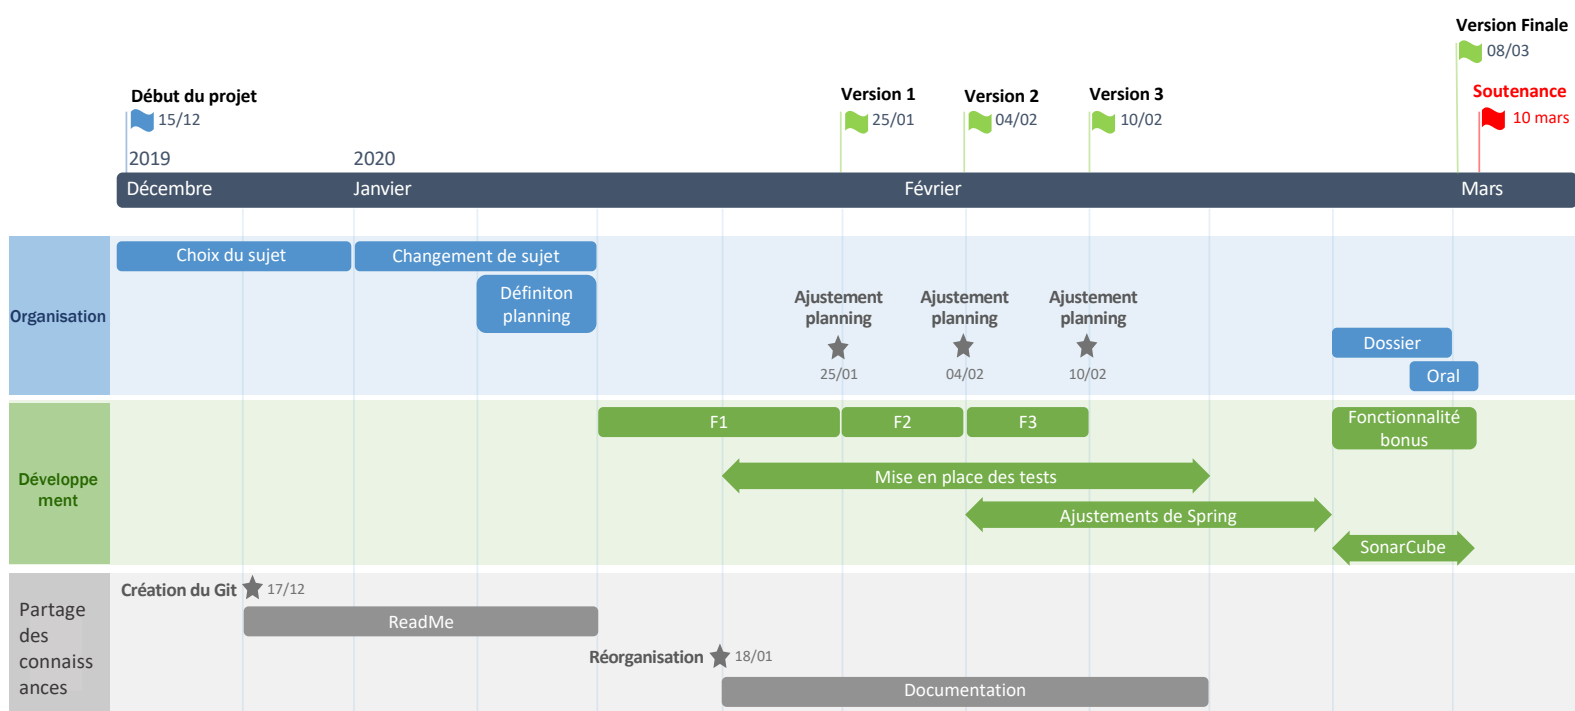 Version Finale
08/03
Début du projet
15/12
Version 1
25/01
Version 2
04/02
Version 3
10/02
Soutenance
10 mars
2019
2020
Décembre
Janvier
Février
Mars
Organisation
Choix du sujet
Changement de sujet
Définiton
planning
Ajustement
planning
25/01
Ajustement
planning
04/02
Ajustement
planning
10/02
Dossier
Oral
Développe
ment
F1
F2
F3
Fonctionnalité
bonus
Mise en place des tests
Ajustements de Spring
SonarCube
Partage
des
connaiss
ances
Création du Git
17/12
ReadMe
Réorganisation
18/01
Documentation